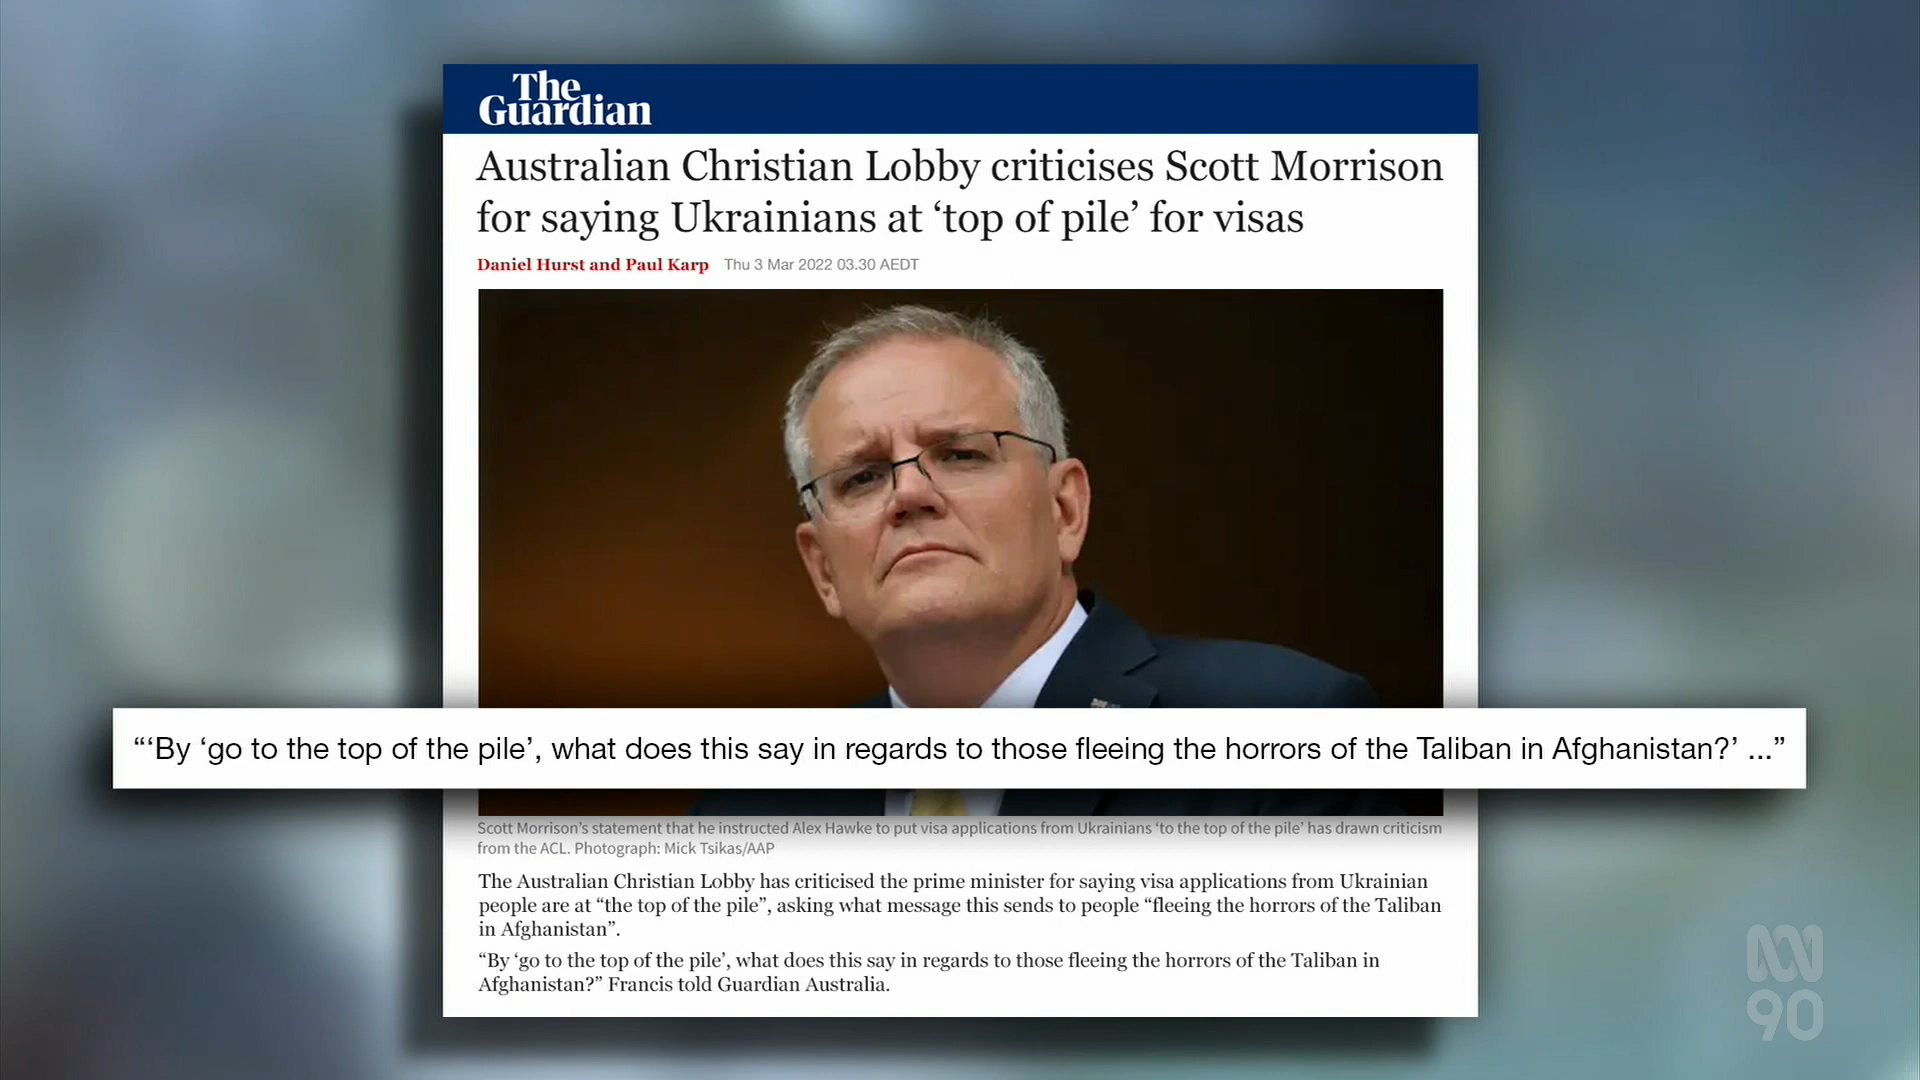 The
Guardian
Australian Christian Lobby criticises Scott Morrison
for saying Ukrainians at ‘top of pile’ for visas
Daniel Hurst and Paul Karp Thu 3 Mar 2022 03.30 AEDT
“‘By ‘go to the top of the pile’, what does this say in regards to those fleeing the horrors of the Taliban in Afghanistan?’ ...”
Scott Morrison’s statement that he instructed Alex Hawke to put visa applications from Ukrainians ‘to the top of the pile’ has drawn criticism
from the ACL. Photograph: Mick Tsikas/AAP
The Australian Christian Lobby has criticised the prime minister for saying visa applications from Ukrainian
people are at “the top of the pile”, asking what message this sends to people “fleeing the horrors of the Taliban
in Afghanistan”.
“By ‘go to the top of the pile’, what does this say in regards to those fleeing the horrors of the Taliban in
Afghanistan?” Francis told Guardian Australia.
90